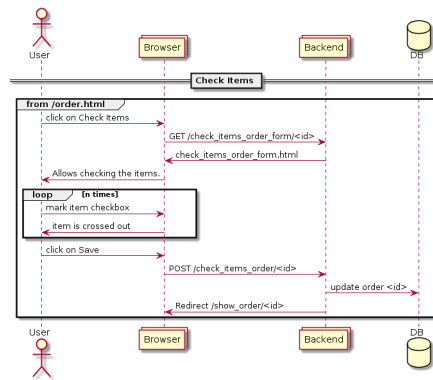 User
Browser
Backend
DB
Check Items
from /order.html
click on Check Items
GET /check_items_order_form/<id>
check_items_order_form.html
Allows checking the items.
loop [n times]
mark item checkbox
item is crossed out
click on Save
POST /check_items_order/<id>
update order <id>
Redirect /show_order/<id>
User
Browser
Backend
DB